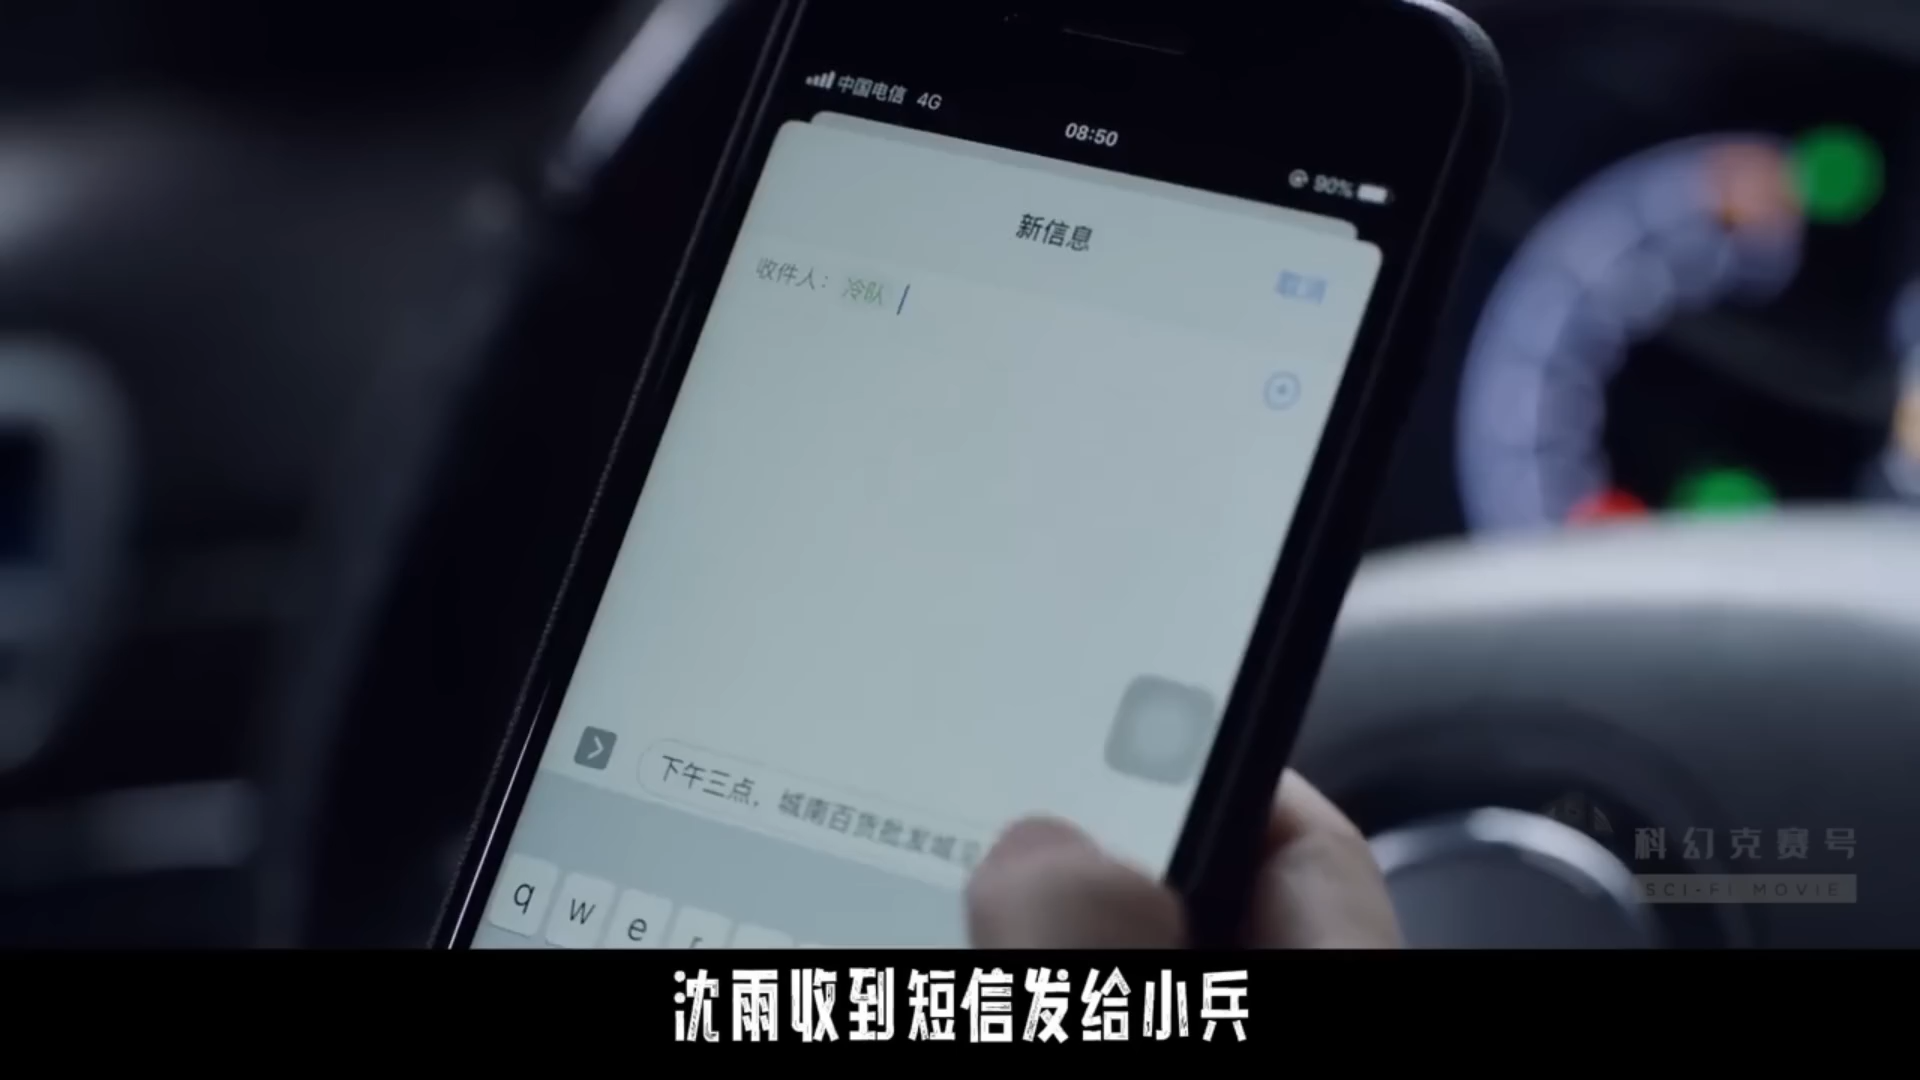 中国电信 4G
08:50
90%
新信息
取消
收件人：冷队
下午三点，城南百货批发城
q w e
科幻克赛号
SCI-FI MOVIE
沈雨收到短信发给小兵